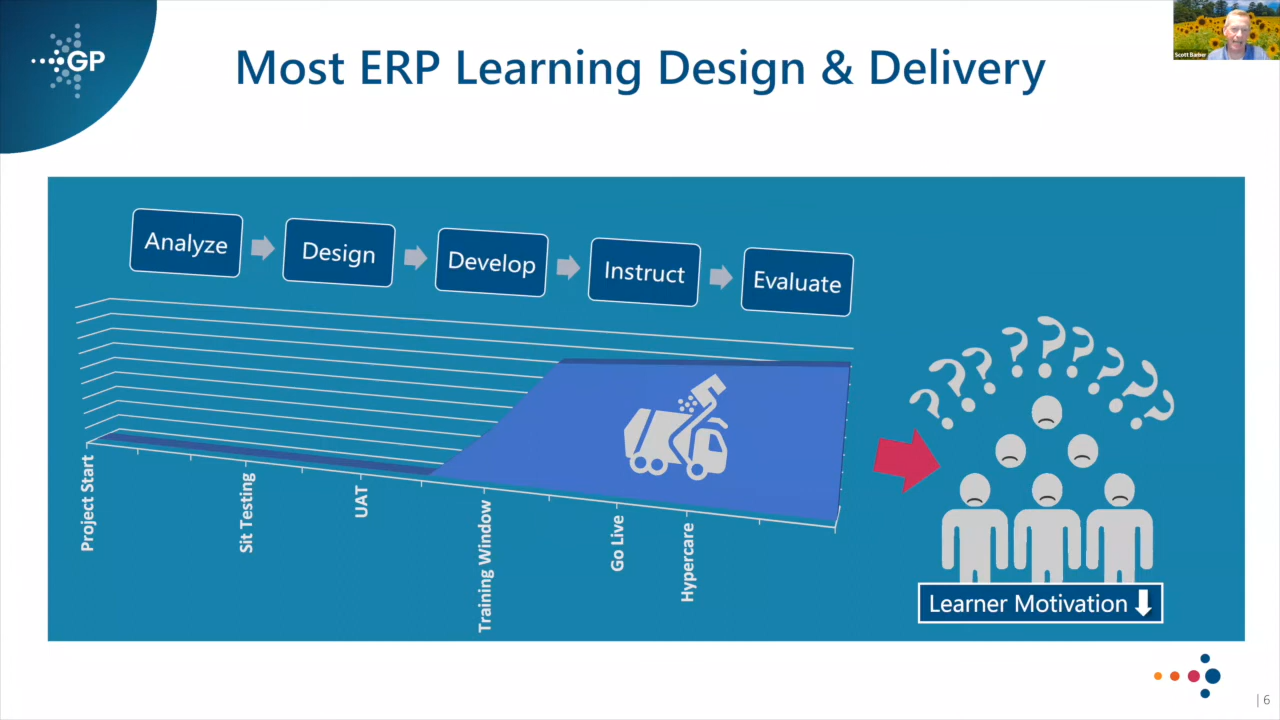 GP
Most ERP Learning Design & Delivery
Scott Barber
Analyze
Design
Develop
Instruct
Evaluate
? ? ? ? ? ? ? ? ?
Project Start
Sit Testing
UAT
Training Window
Go Live
Hypercare
Learner Motivation
| 6